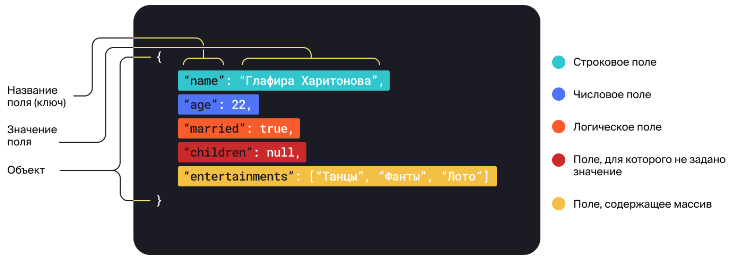 Название
поля (ключ)
Значение
поля
Объект
{
“name”: “Глафира Харитонова”,
“age”: 22,
“married”: true,
“children”: null,
“entertainments”: [“Танцы”, “Фанты”, “Лото”]
}
Строковое поле
Числовое поле
Логическое поле
Поле, для которого не задано
значение
Поле, содержащее массив